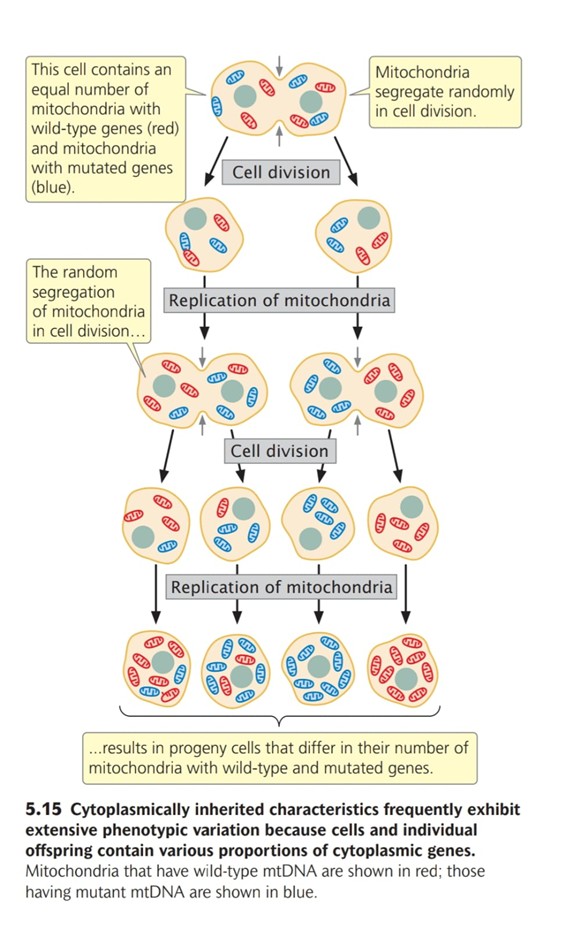 This cell contains an
equal number of
mitochondria with
wild-type genes (red)
and mitochondria
with mutated genes
(blue).
Mitochondria
segregate randomly
in cell division.
Cell division
Replication of mitochondria
The random
segregation
of mitochondria
in cell division…
Cell division
Replication of mitochondria
…results in progeny cells that differ in their number of
mitochondria with wild-type and mutated genes.
5.15 Cytoplasmically inherited characteristics frequently exhibit
extensive phenotypic variation because cells and individual
offspring contain various proportions of cytoplasmic genes.
Mitochondria that have wild-type mtDNA are shown in red; those
having mutant mtDNA are shown in blue.